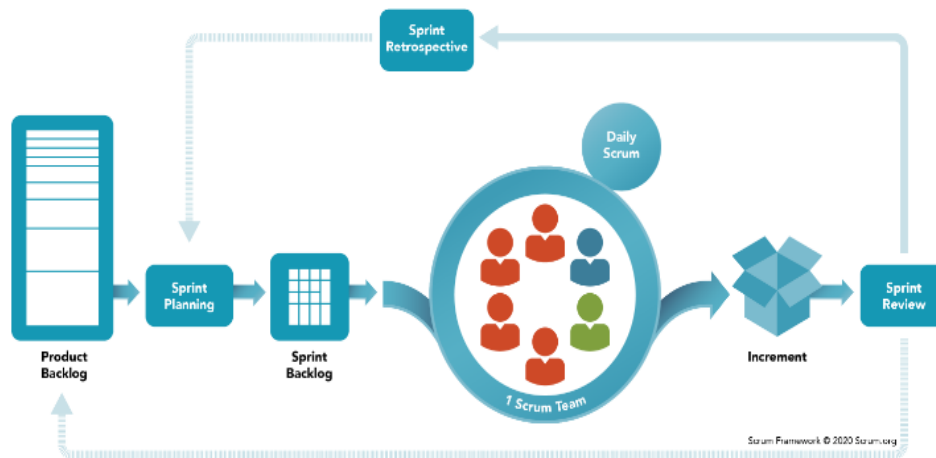 Sprint
Retrospective
Daily
Scrum
Sprint
Planning
Sprint
Review
Product
Backlog
Sprint
Backlog
Increment
1 Scrum Team
Scrum Framework © 2020 Scrum.org